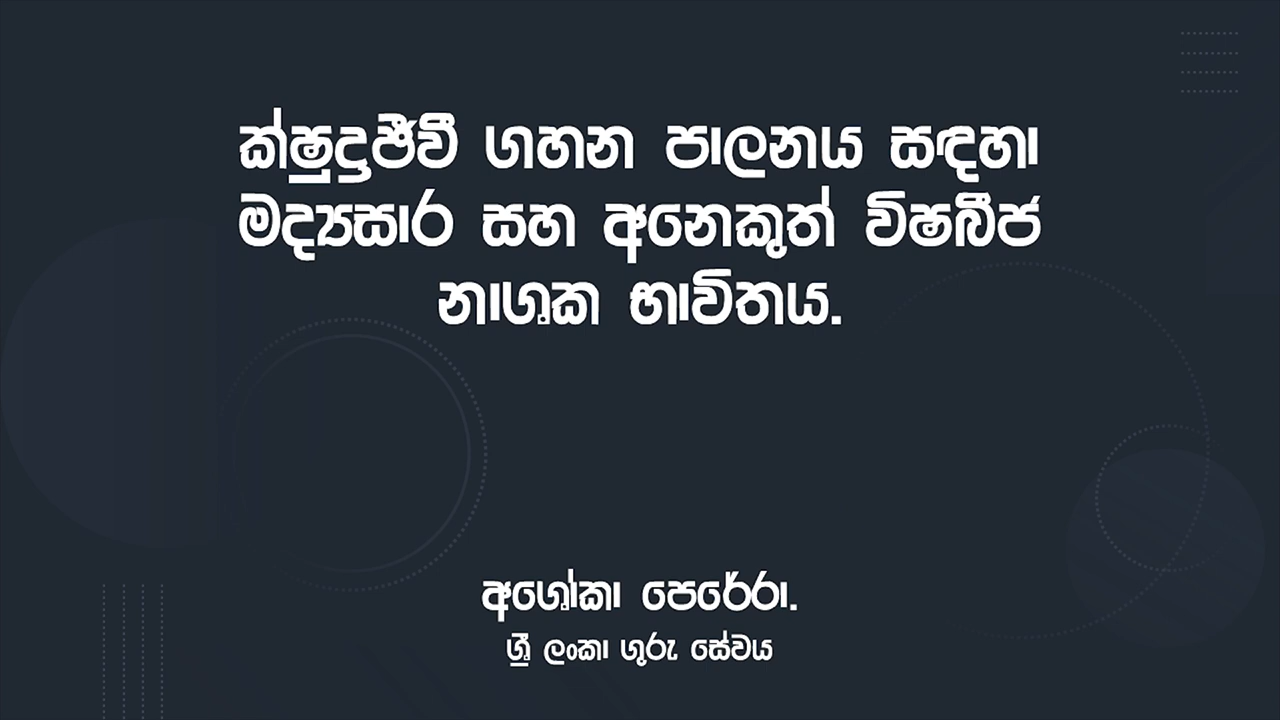 ක්ෂුද්‍රජීවී ගහන පාලනය සඳහා
මද්‍යසාර සහ අනෙකුත් විෂබීජ
නාශක භාවිතය.
අශෝකා පෙරේරා.
ශ්‍රී ලංකා ගුරු සේවය